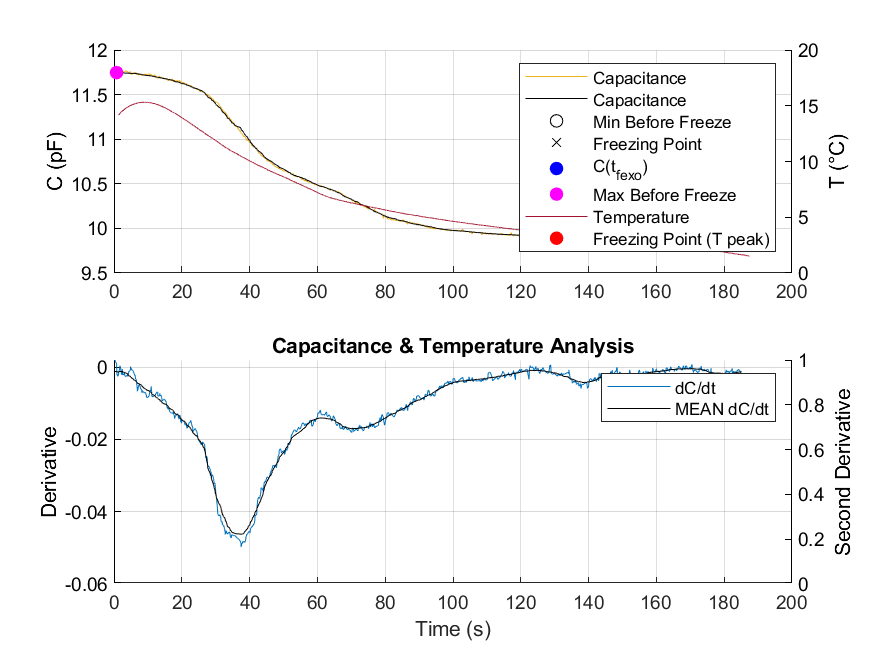 12
11.5
11
10.5
10
9.5
C (pF)
20
15
10
5
0
T (°C)
0 20 40 60 80 100 120 140 160 180 200
Capacitance
Capacitance
Min Before Freeze
Freezing Point
C(t_fexo)
Max Before Freeze
Temperature
Freezing Point (T peak)
Capacitance & Temperature Analysis
0
-0.02
-0.04
-0.06
Derivative
1
0.8
0.6
0.4
0.2
0
Second Derivative
dC/dt
MEAN dC/dt
0 20 40 60 80 100 120 140 160 180 200
Time (s)